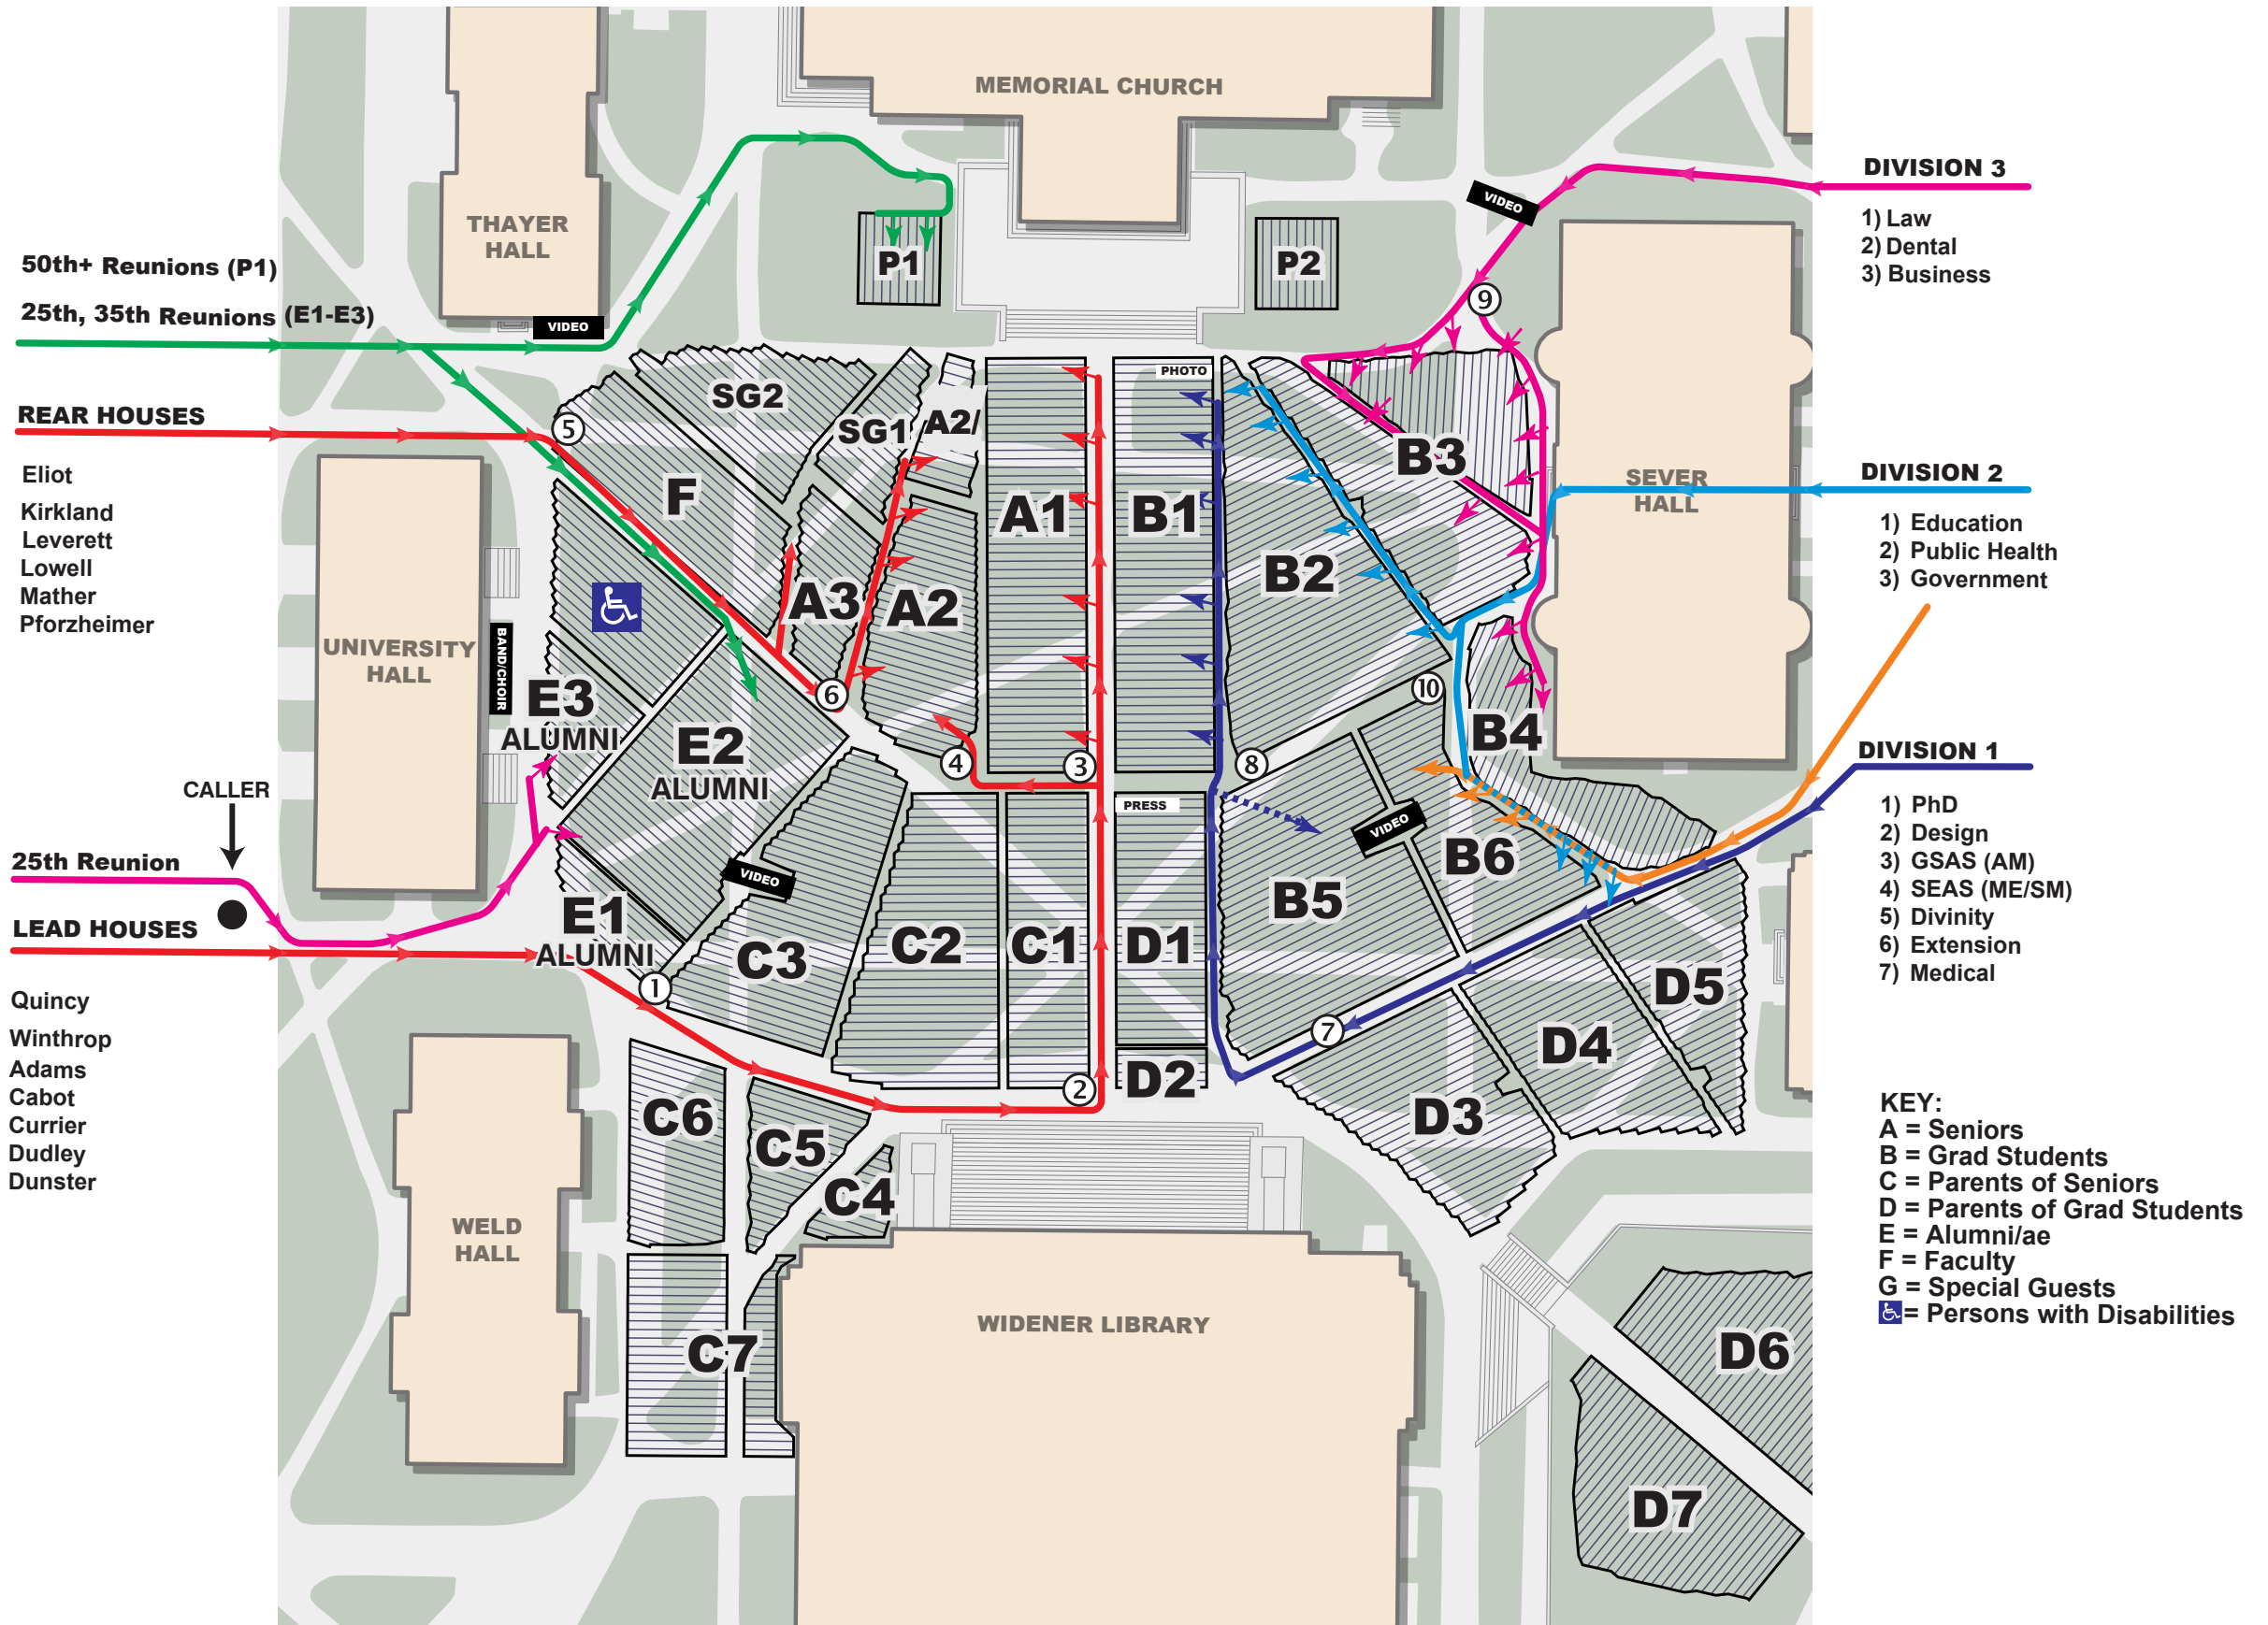 MEMORIAL CHURCH
THAYER
HALL
50th+ Reunions (P1)
25th, 35th Reunions (E1-E3)
VIDEO
REAR HOUSES
Eliot
Kirkland
Leverett
Lowell
Mather
Pforzheimer
UNIVERSITY
HALL
BAND/CHOIR
CALLER
25th Reunion
LEAD HOUSES
Quincy
Winthrop
Adams
Cabot
Currier
Dudley
Dunster
WELD
HALL
WIDENER LIBRARY
P1
P2
VIDEO
SG2
SG1
A2/
F
A3
A2
A1
PHOTO
B1
B2
B3
B4
5
6
4
3
8
9
10
E3
ALUMNI
E2
ALUMNI
E1
ALUMNI
VIDEO
C3
C2
C1
PRESS
D1
D2
B5
VIDEO
B6
1
2
7
D3
D4
D5
C6
C5
C4
C7
D6
D7
SEVER
HALL
DIVISION 3
1) Law
2) Dental
3) Business
DIVISION 2
1) Education
2) Public Health
3) Government
DIVISION 1
1) PhD
2) Design
3) GSAS (AM)
4) SEAS (ME/SM)
5) Divinity
6) Extension
7) Medical
KEY:
A = Seniors
B = Grad Students
C = Parents of Seniors
D = Parents of Grad Students
E = Alumni/ae
F = Faculty
G = Special Guests
= Persons with Disabilities